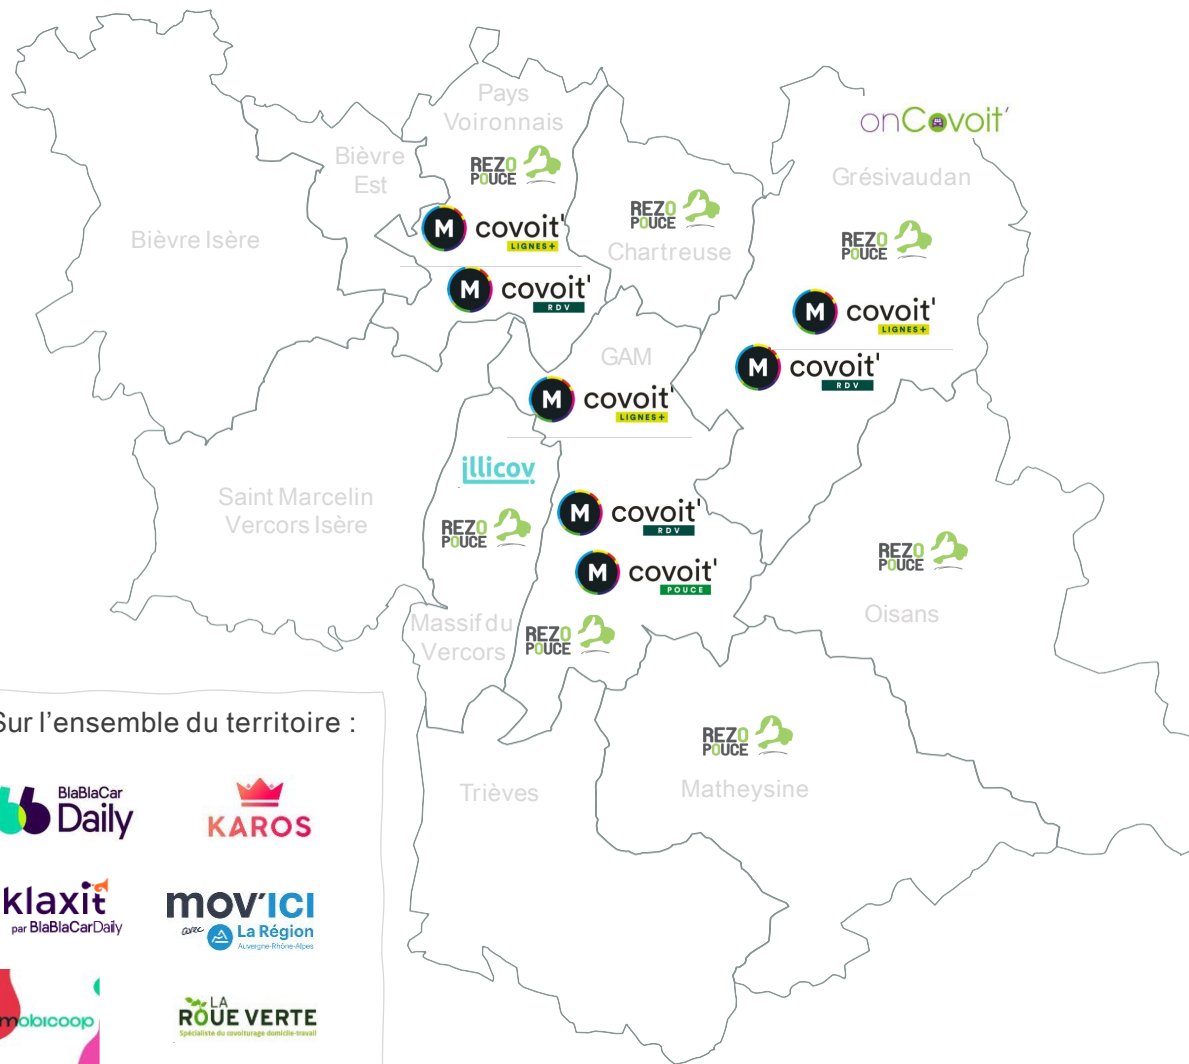 Pays
Voironnais
REZO
POUCE
M covoit'
LIGNES+
M covoit'
RDV
Bièvre
Est
Bièvre Isère
REZO
POUCE
Chartreuse
onCovoit'
Grésivaudan
REZO
POUCE
M covoit'
LIGNES+
M covoit'
RDV
GAM
M covoit'
LIGNES+
M covoit'
RDV
M covoit'
POUCE
REZO
POUCE
illicov
REZO
POUCE
Massif du
Vercors
Saint Marcelin
Vercors Isère
REZO
POUCE
Oisans
REZO
POUCE
Matheysine
Trièves
Sur l'ensemble du territoire :
BlaBlaCar
Daily
KAROS
klaxit
par BlaBlaCarDaily
mov'ICI
avec La Région
Auvergne-Rhône-Alpes
mobicoop
LA
ROUE VERTE
Spécialiste du covoiturage domicile-travail